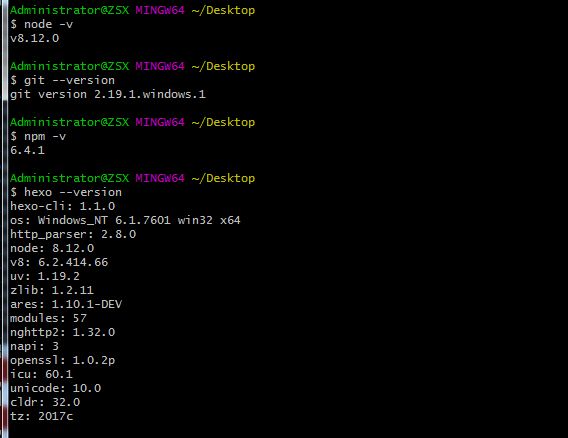 Administrator@ZSX MINGW64 ~/Desktop
$ node -v
v8.12.0
Administrator@ZSX MINGW64 ~/Desktop
$ git --version
git version 2.19.1.windows.1
Administrator@ZSX MINGW64 ~/Desktop
$ npm -v
6.4.1
Administrator@ZSX MINGW64 ~/Desktop
$ hexo --version
hexo-cli: 1.1.0
os: Windows_NT 6.1.7601 win32 x64
http_parser: 2.8.0
node: 8.12.0
v8: 6.2.414.66
uv: 1.19.2
zlib: 1.2.11
ares: 1.10.1-DEV
modules: 57
nghttp2: 1.32.0
napi: 3
openssl: 1.0.2p
icu: 60.1
unicode: 10.0
cldr: 32.0
tz: 2017c